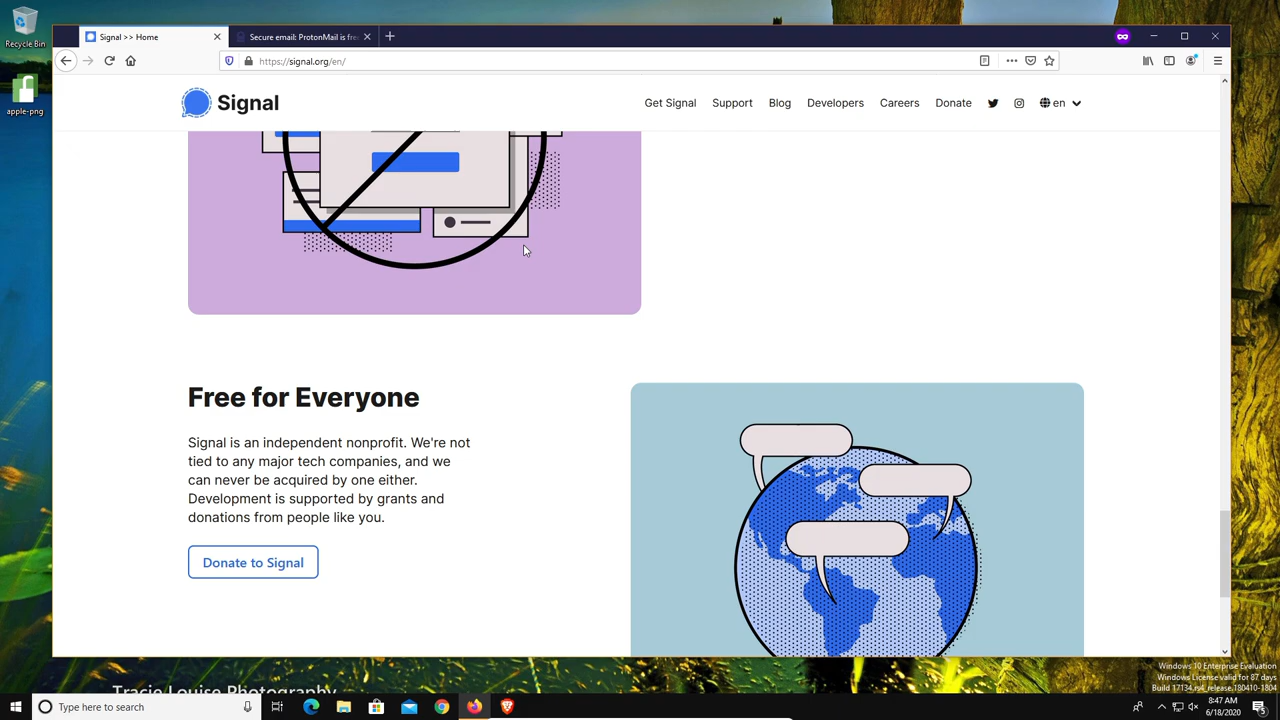 Recycle Bin
apple-png
Signal >> Home
Secure email: ProtonMail is fre
https://signal.org/en/
Signal
Get Signal
Support
Blog
Developers
Careers
Donate
en
Free for Everyone
Signal is an independent nonprofit. We're not
tied to any major tech companies, and we
can never be acquired by one either.
Development is supported by grants and
donations from people like you.
Donate to Signal
Tracie Louise Photography
Windows 10 Enterprise Evaluation
Windows License valid for 87 days
Build 17134.rs4_release.180410-1804
Type here to search
8:47 AM
6/18/2020
5